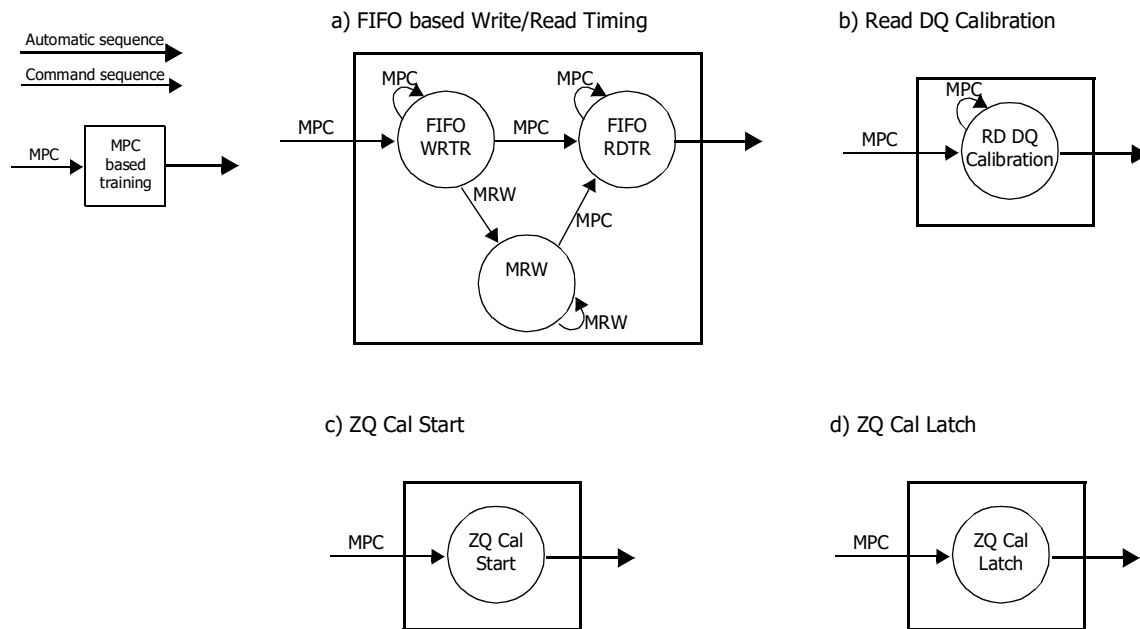 Automatic sequence
Command sequence
MPC
MPC
based
training
a) FIFO based Write/Read Timing
MPC
MPC
FIFO
WRTR
MPC
MPC
FIFO
RDTR
MRW
MPC
MRW
MRW
b) Read DQ Calibration
MPC
MPC
RD DQ
Calibration
c) ZQ Cal Start
MPC
ZQ Cal
Start
d) ZQ Cal Latch
MPC
ZQ Cal
Latch